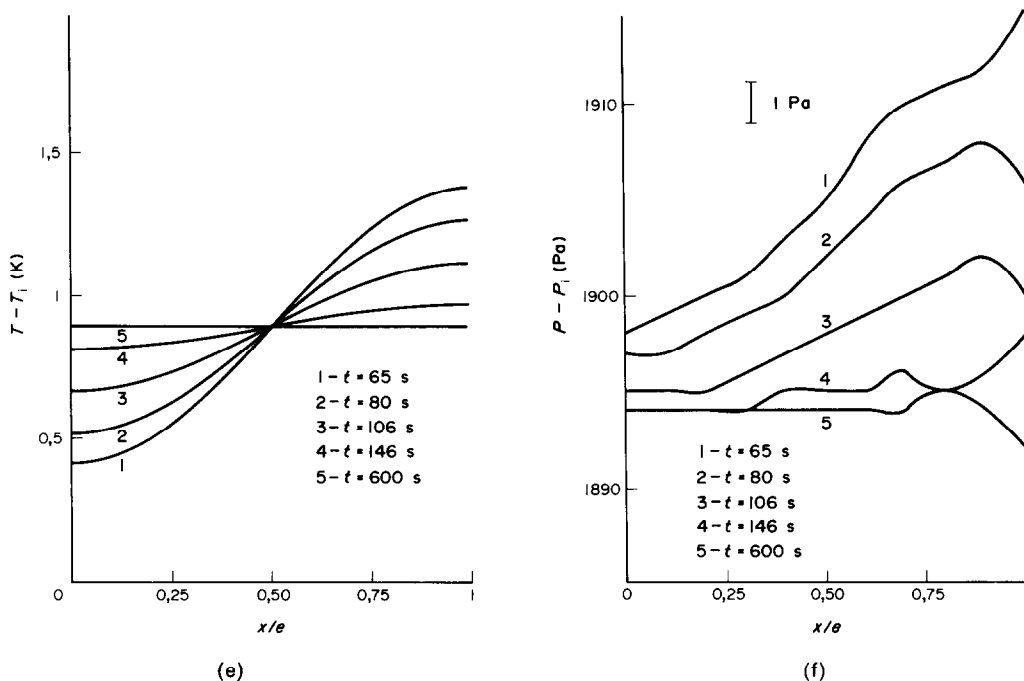 T − Tᵢ (K)
1,5
1
0,5
0
0,25
0,50
0,75
1
x/e
5
4
3
2
1
1 − t = 65 s
2 − t = 80 s
3 − t = 106 s
4 − t = 146 s
5 − t = 600 s
(e)
P − Pᵢ (Pa)
1910
1900
1890
0
0,25
0,50
0,75
x/e
1 Pa
1
2
3
4
5
1 − t = 65 s
2 − t = 80 s
3 − t = 106 s
4 − t = 146 s
5 − t = 600 s
(f)